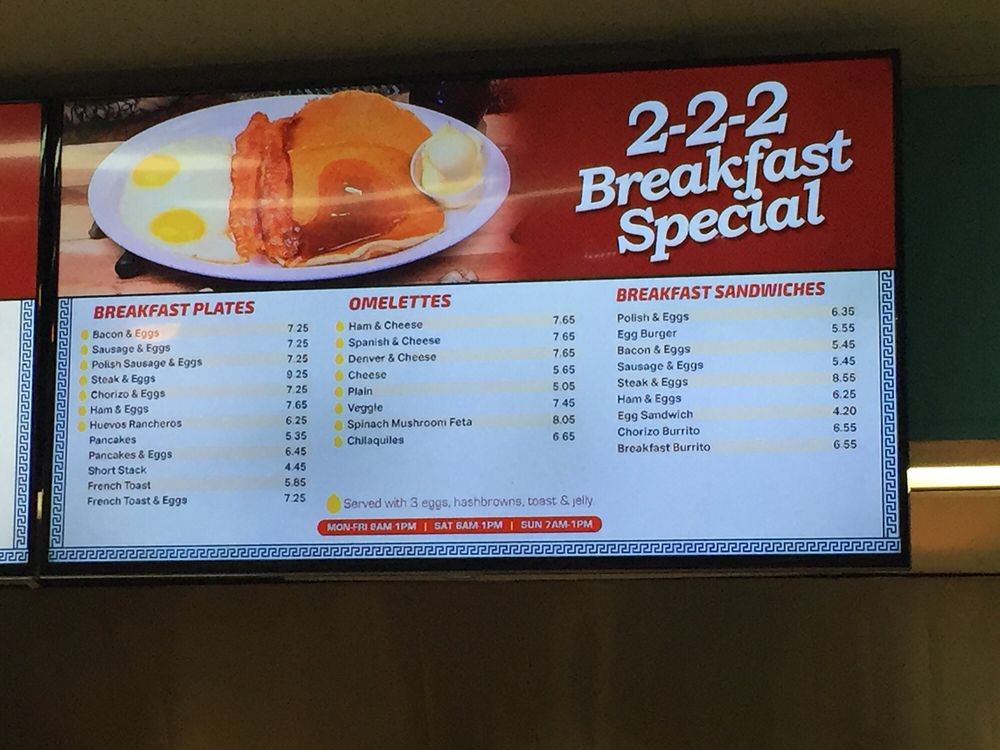 2-2-2
Breakfast
Special
BREAKFAST PLATES
Bacon & Eggs 7.25
Sausage & Eggs 7.25
Polish Sausage & Eggs 7.25
Steak & Eggs 9.25
Chorizo & Eggs 7.25
Ham & Eggs 7.65
Huevos Rancheros 6.25
Pancakes 5.35
Pancakes & Eggs 6.45
Short Stack 4.45
French Toast 5.85
French Toast & Eggs 7.25
OMELETTES
Ham & Cheese 7.65
Spanish & Cheese 7.65
Denver & Cheese 7.65
Cheese 5.65
Plain 5.05
Veggie 7.45
Spinach Mushroom Feta 8.05
Chilaquiles 6.65
BREAKFAST SANDWICHES
Polish & Eggs 6.35
Egg Burger 5.55
Bacon & Eggs 5.45
Sausage & Eggs 5.45
Steak & Eggs 8.55
Ham & Eggs 6.25
Egg Sandwich 4.20
Chorizo Burrito 6.55
Breakfast Burrito 6.55
Served with 3 eggs, hashbrowns, toast & jelly
MON-FRI | SAT 6AM-1PM | SUN 7AM-1PM